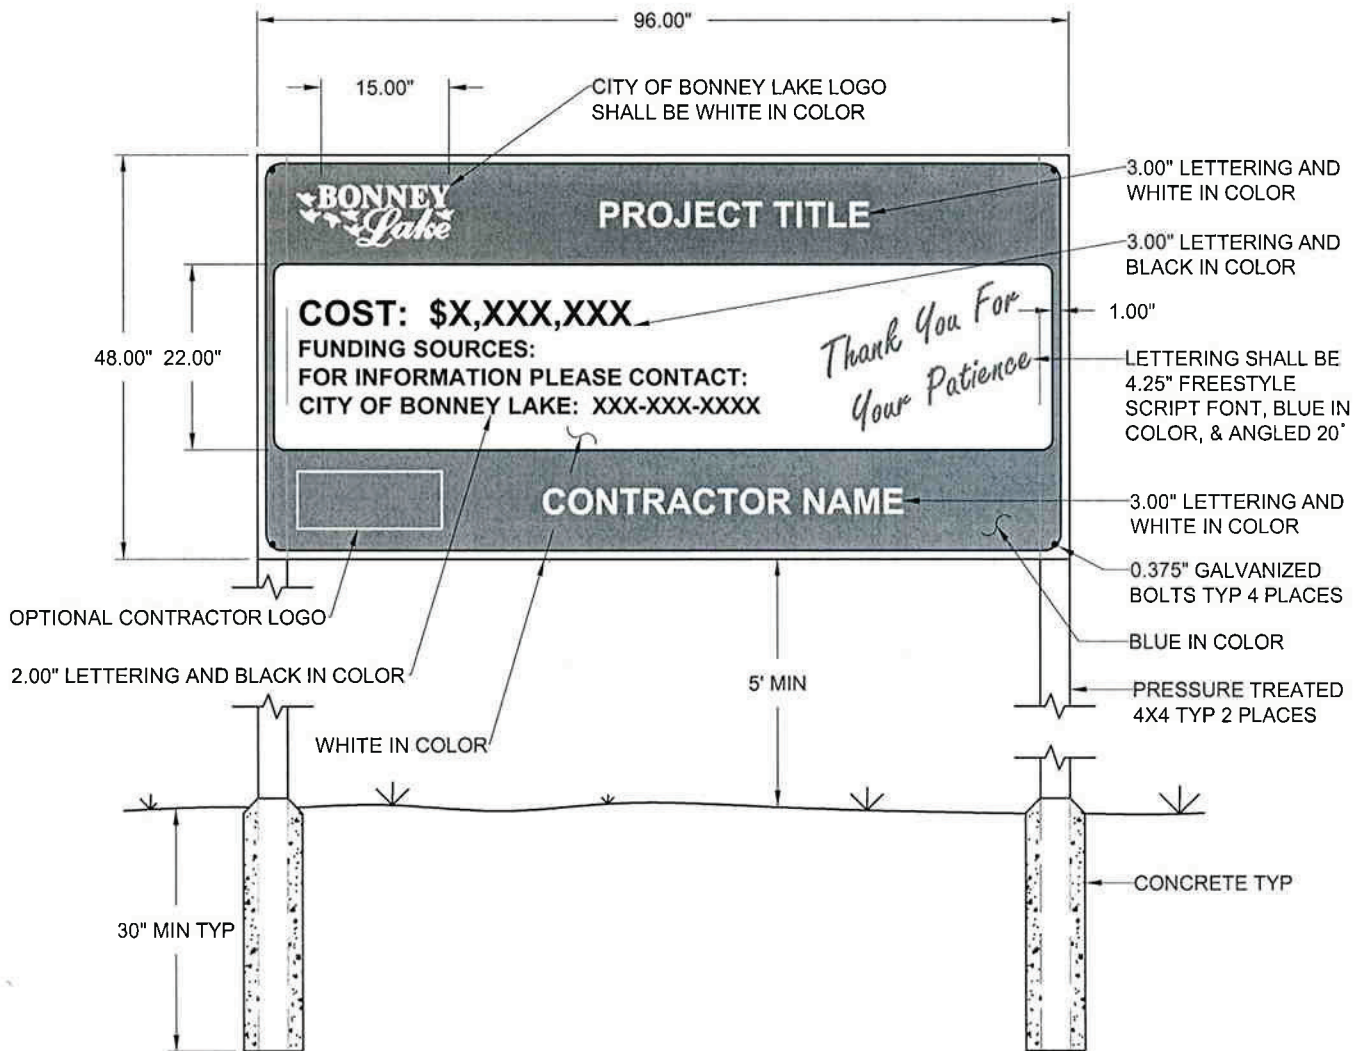 96.00"
15.00"
CITY OF BONNEY LAKE LOGO
SHALL BE WHITE IN COLOR
BONNEY
Lake
PROJECT TITLE
3.00" LETTERING AND
WHITE IN COLOR
3.00" LETTERING AND
BLACK IN COLOR
48.00"
22.00"
COST: $X,XXX,XXX
FUNDING SOURCES:
FOR INFORMATION PLEASE CONTACT:
CITY OF BONNEY LAKE: XXX-XXX-XXXX
Thank You For
Your Patience
1.00"
LETTERING SHALL BE
4.25" FREESTYLE
SCRIPT FONT, BLUE IN
COLOR, & ANGLED 20°
CONTRACTOR NAME
3.00" LETTERING AND
WHITE IN COLOR
0.375" GALVANIZED
BOLTS TYP 4 PLACES
OPTIONAL CONTRACTOR LOGO
BLUE IN COLOR
2.00" LETTERING AND BLACK IN COLOR
5' MIN
PRESSURE TREATED
4X4 TYP 2 PLACES
WHITE IN COLOR
CONCRETE TYP
30" MIN TYP